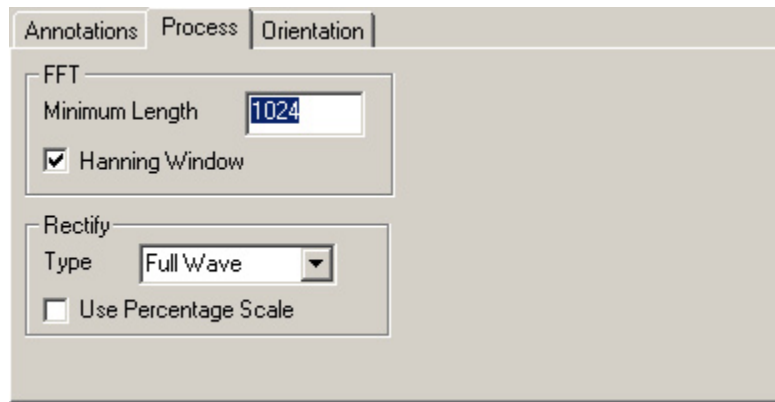 Annotations Process Orientation
FFT
Minimum Length 1024
Hanning Window
Rectify
Type Full Wave
Use Percentage Scale